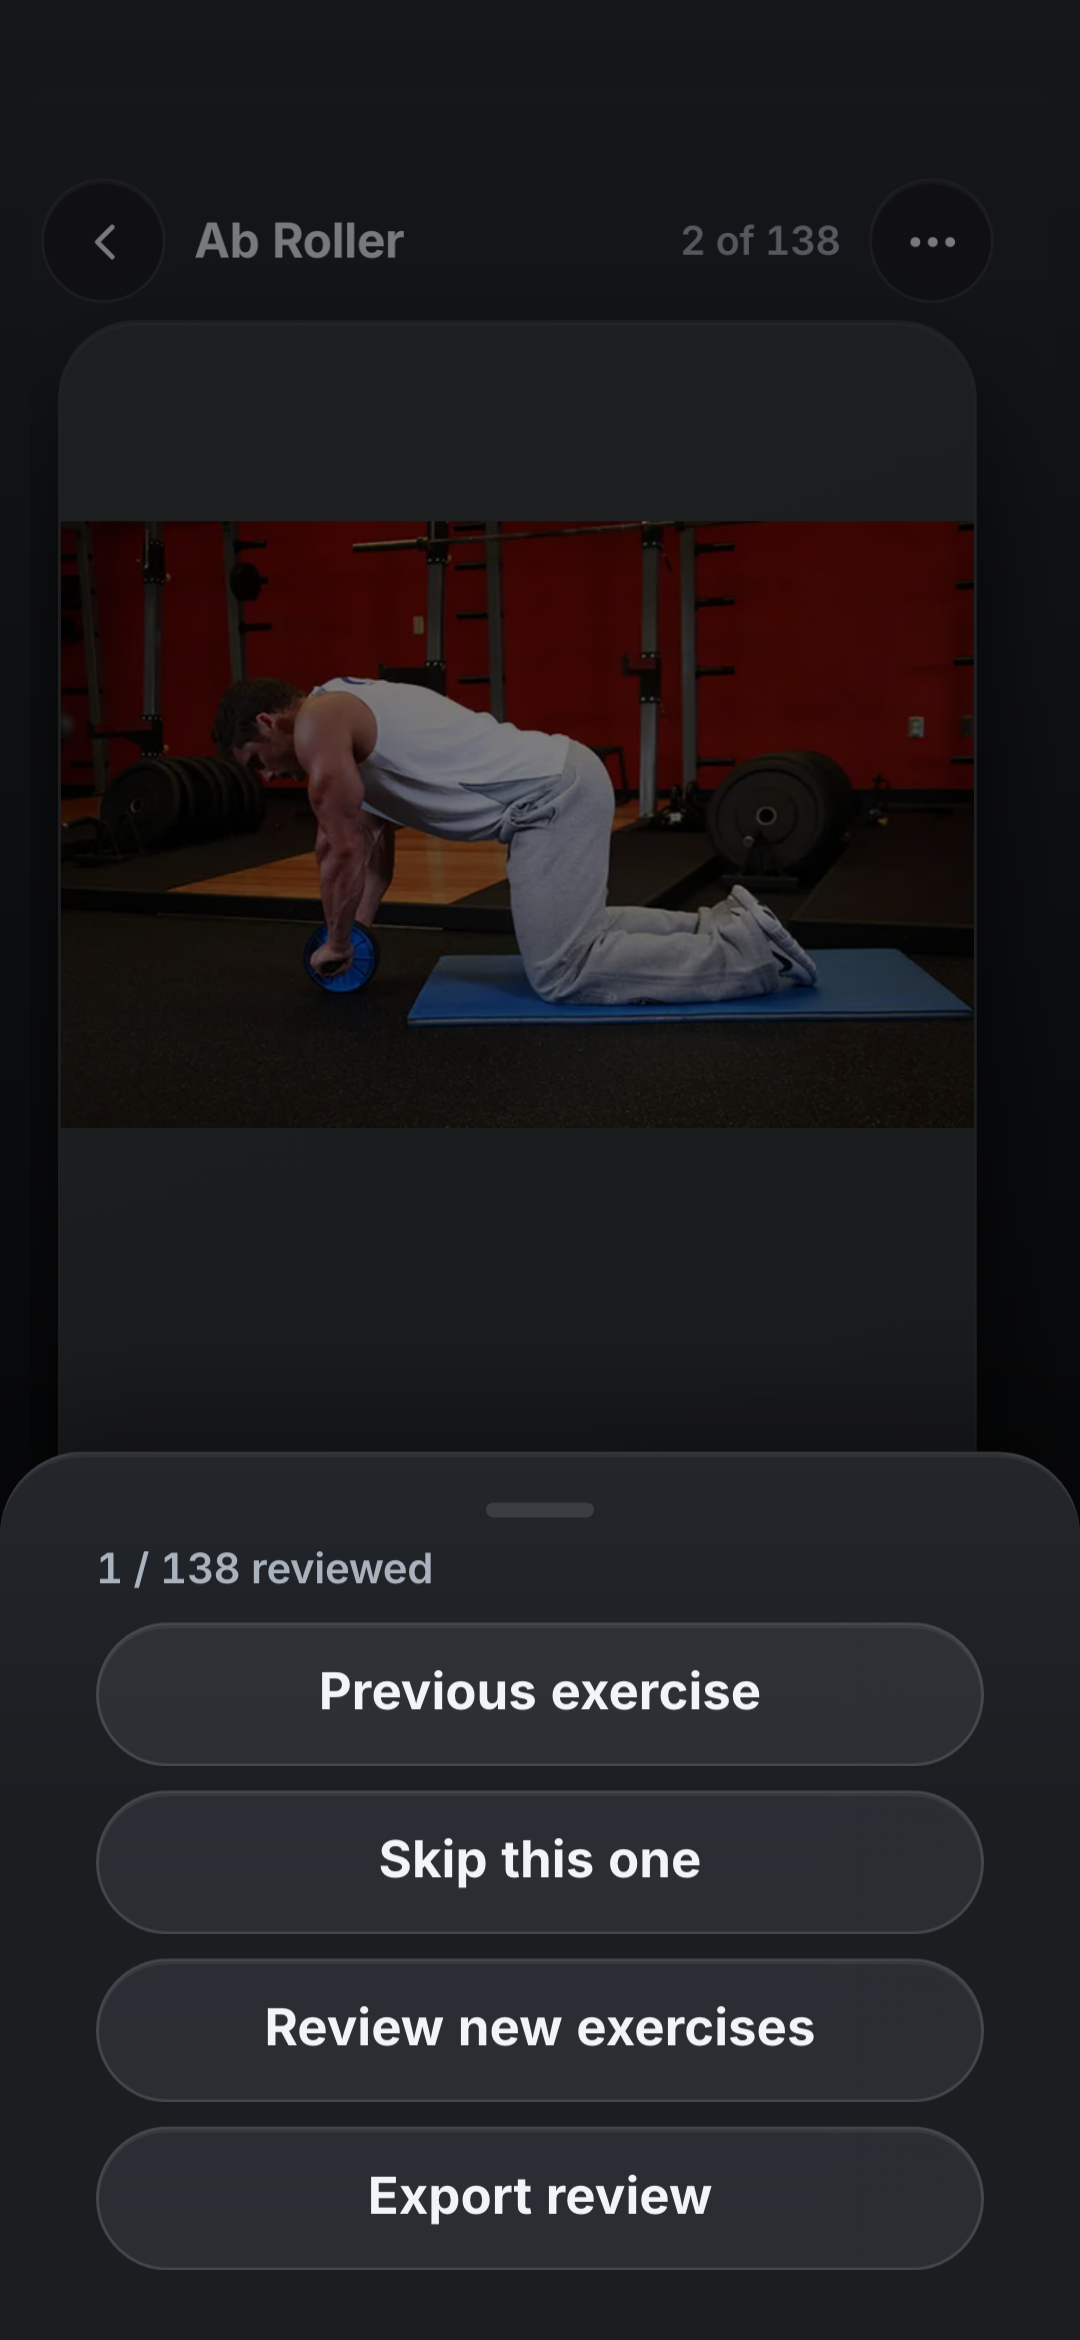 Ab Roller
2 of 138
1 / 138 reviewed
Previous exercise
Skip this one
Review new exercises
Export review